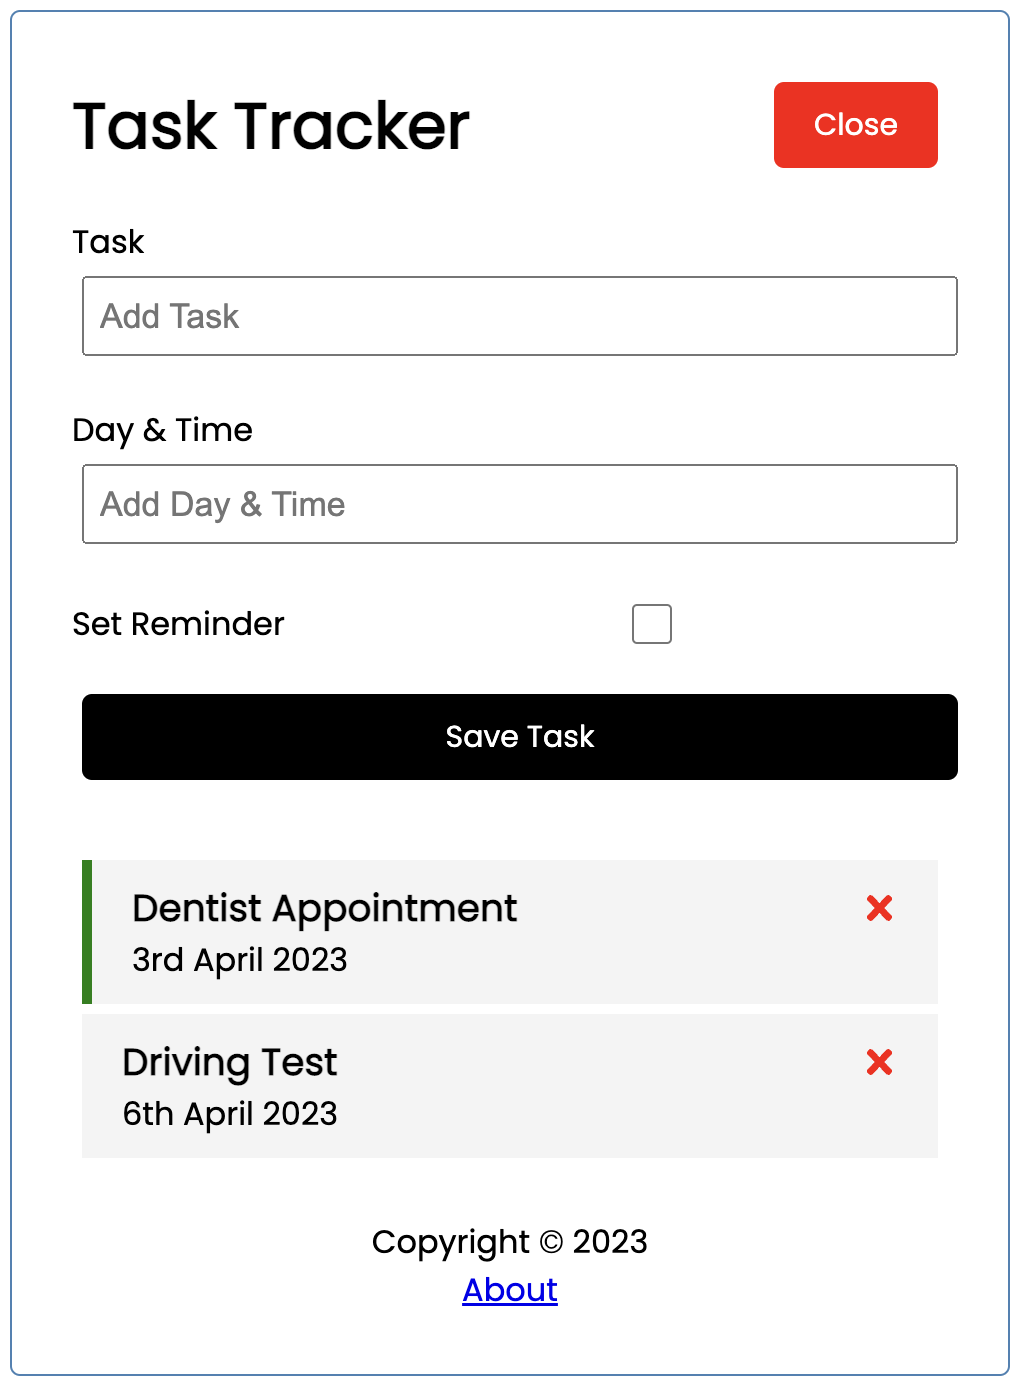 Task Tracker
Close
Task
Add Task
Day & Time
Add Day & Time
Set Reminder
Save Task
Dentist Appointment
3rd April 2023
Driving Test
6th April 2023
Copyright © 2023
About